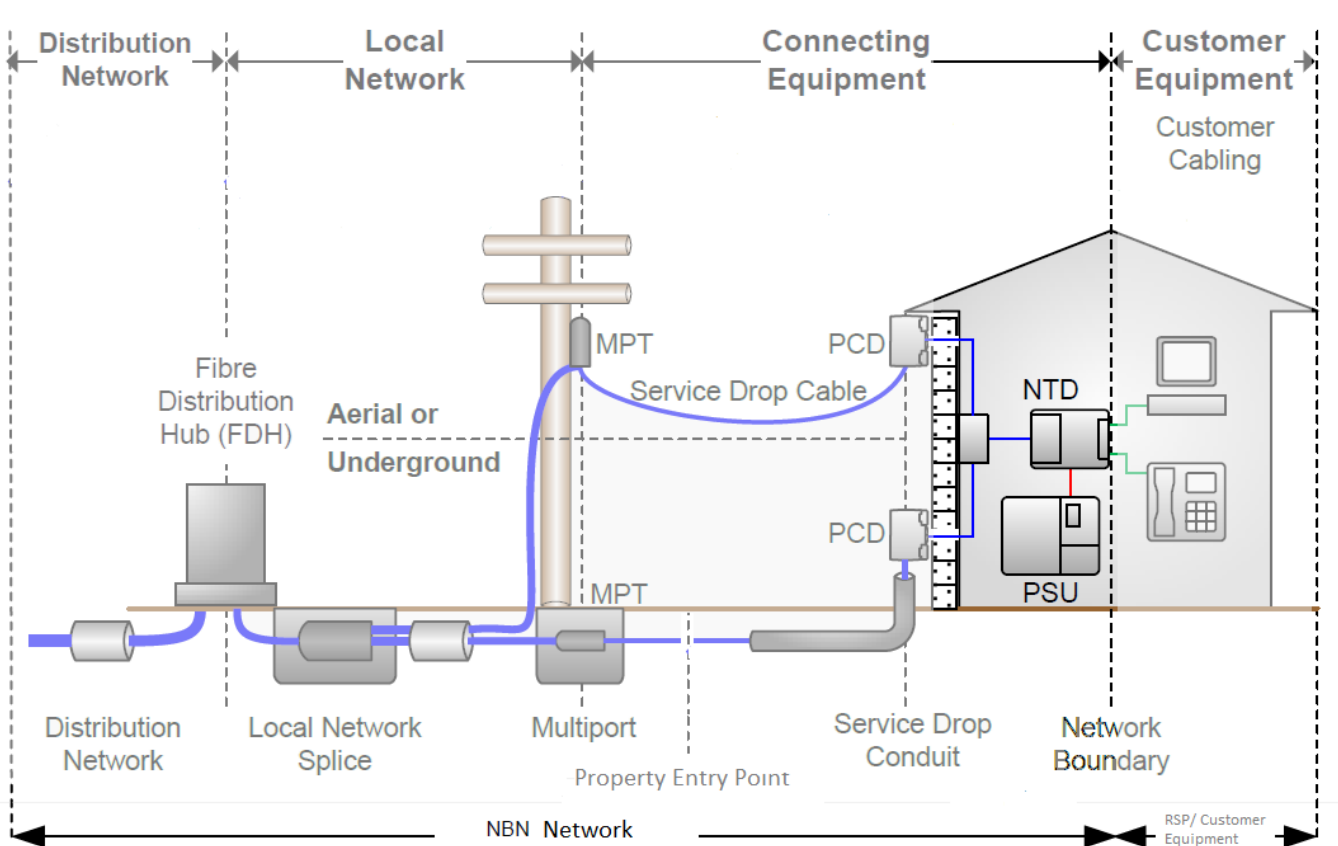 Distribution
Network
Local
Network
Connecting
Equipment
Customer
Equipment
Customer
Cabling
MPT
PCD
Service Drop Cable
Fibre
Distribution
Hub (FDH)
Aerial or
Underground
NTD
PCD
PSU
MPT
Distribution
Network
Local Network
Splice
Multiport
Service Drop
Conduit
Network
Boundary
Property Entry Point
NBN Network
RSP/ Customer
Equipment